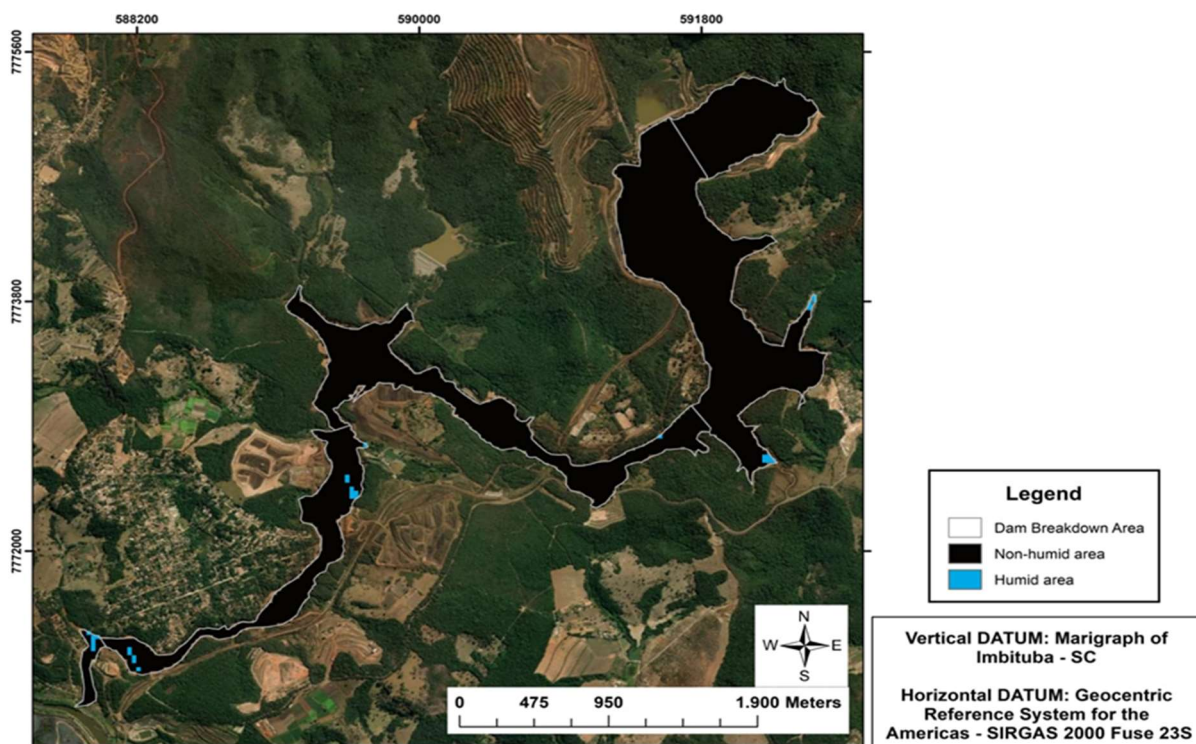 588200
590000
591800
7775600
7773800
7772000
Legend
Dam Breakdown Area
Non-humid area
Humid area
N
W E
S
0 475 950 1.900 Meters
Vertical DATUM: Marigraph of
Imbituba - SC
Horizontal DATUM: Geocentric
Reference System for the
Americas - SIRGAS 2000 Fuse 23S